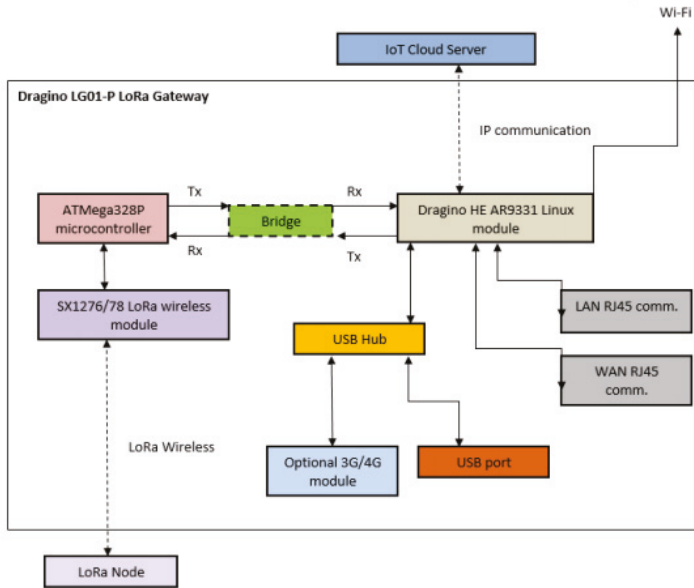 Wi-Fi
IoT Cloud Server
Dragino LG01-P LoRa Gateway
IP communication
Tx
Rx
ATMega328P
microcontroller
Bridge
Dragino HE AR9331 Linux
module
Rx
Tx
SX1276/78 LoRa wireless
module
LAN RJ45 comm.
USB Hub
WAN RJ45
comm.
LoRa Wireless
Optional 3G/4G
module
USB port
LoRa Node